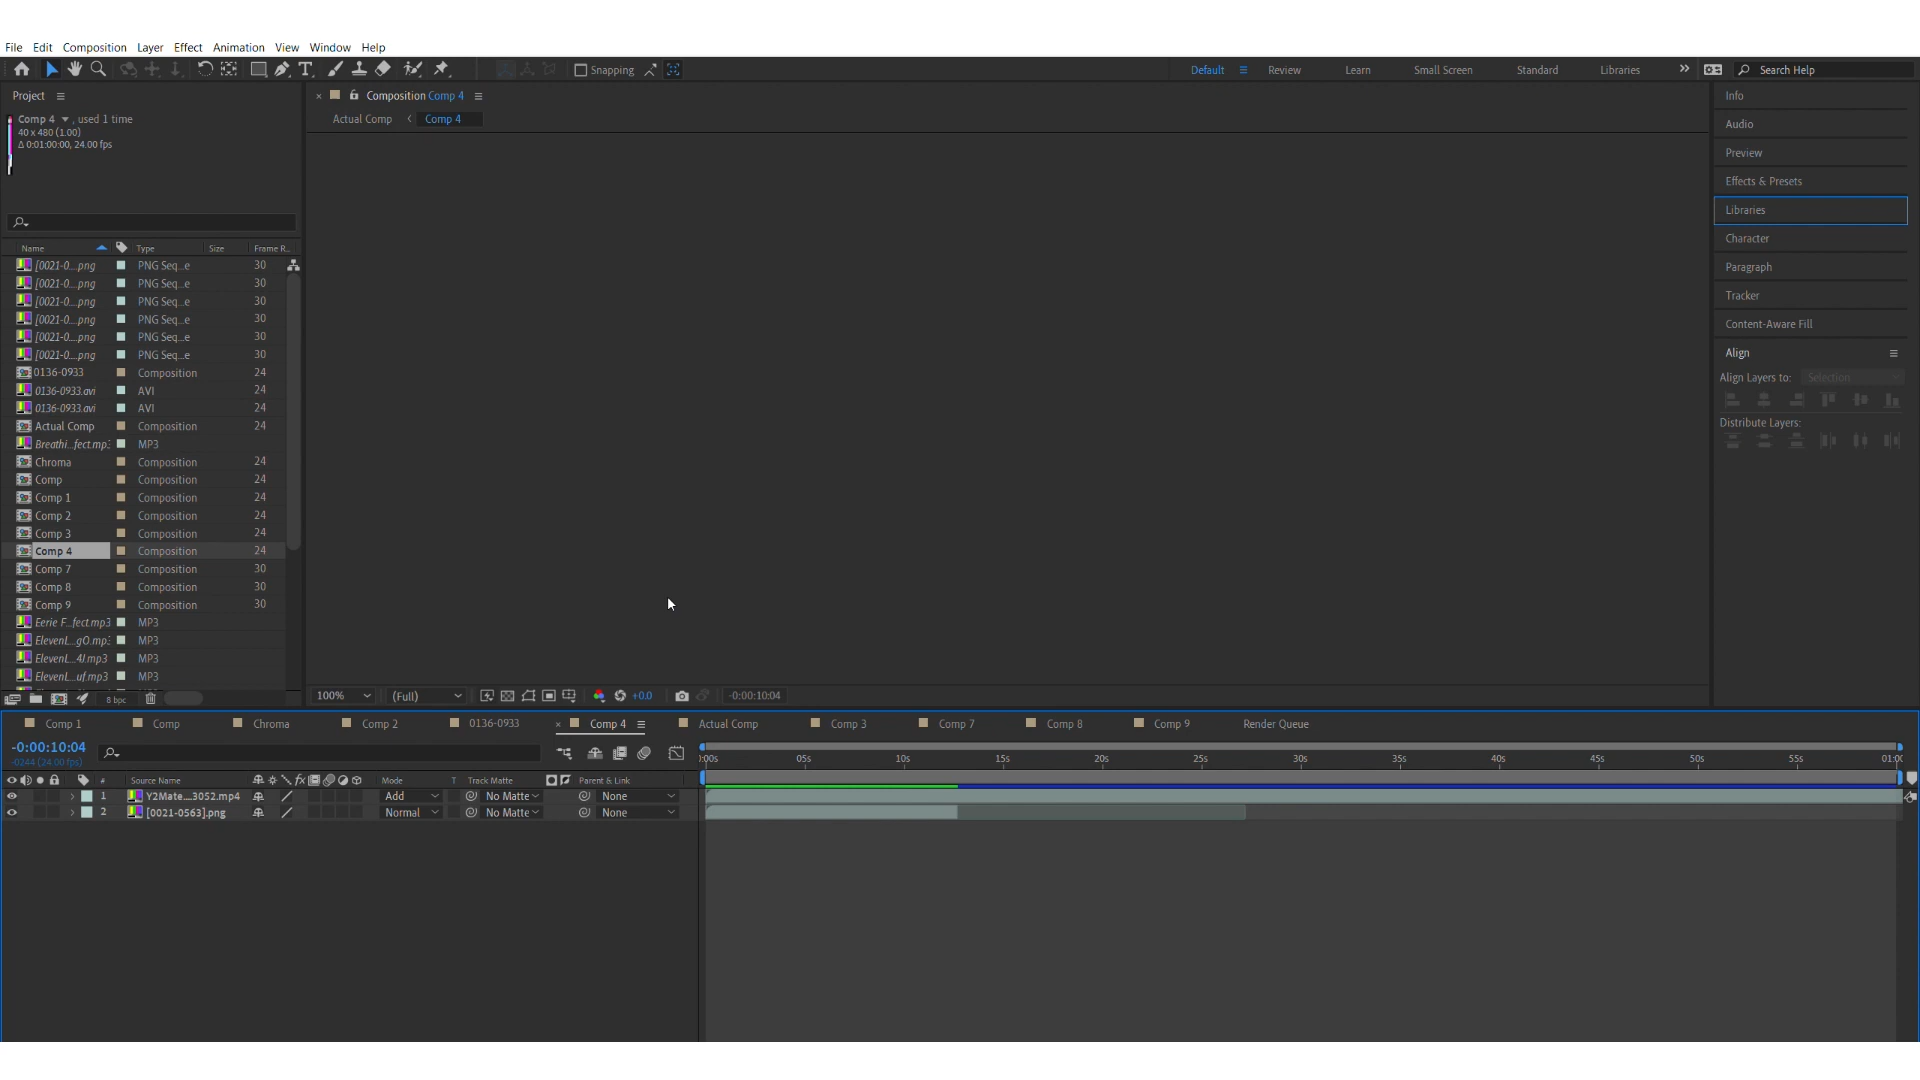 File Edit Composition Layer Effect Animation View Window Help
Snapping Default Review Learn Small Screen Standard Libraries Search Help
Project
Comp 4 , used 1 time
40 x 480 (1.00)
Δ 0:01:00:00, 24.00 fps
Name Type Size Frame R...
[0021-0...png PNG Seq...e 30
[0021-0...png PNG Seq...e 30
[0021-0...png PNG Seq...e 30
[0021-0...png PNG Seq...e 30
[0021-0...png PNG Seq...e 30
[0021-0...png PNG Seq...e 30
0136-0933 Composition 24
0136-0933.avi AVI 24
0136-0933.avi AVI 24
Actual Comp Composition 24
Breathi...fect.mp3 MP3
Chroma Composition 24
Comp Composition 24
Comp 1 Composition 24
Comp 2 Composition 24
Comp 3 Composition 24
Comp 4 Composition 24
Comp 7 Composition 30
Comp 8 Composition 30
Comp 9 Composition 30
Eerie F...fect.mp3 MP3
ElevenL...gO.mp3 MP3
ElevenL...4J.mp3 MP3
ElevenL...uf.mp3 MP3
8 bpc
Composition Comp 4
Actual Comp < Comp 4
100% (Full) +0.0 -0:00:10:04
Info
Audio
Preview
Effects & Presets
Libraries
Character
Paragraph
Tracker
Content-Aware Fill
Align
Align Layers to: Selection
Distribute Layers:
Comp 1 Comp Chroma Comp 2 0136-0933 × Comp 4 Actual Comp Comp 3 Comp 7 Comp 8 Comp 9 Render Queue
-0:00:10:04
-0244 (24.00 fps)
:00s 05s 10s 15s 20s 25s 30s 35s 40s 45s 50s 55s 01:0
# Source Name fx Mode T Track Matte Parent & Link
1 Y2Mate....3052.mp4 Add No Matte None
2 [0021-0563].png Normal No Matte None